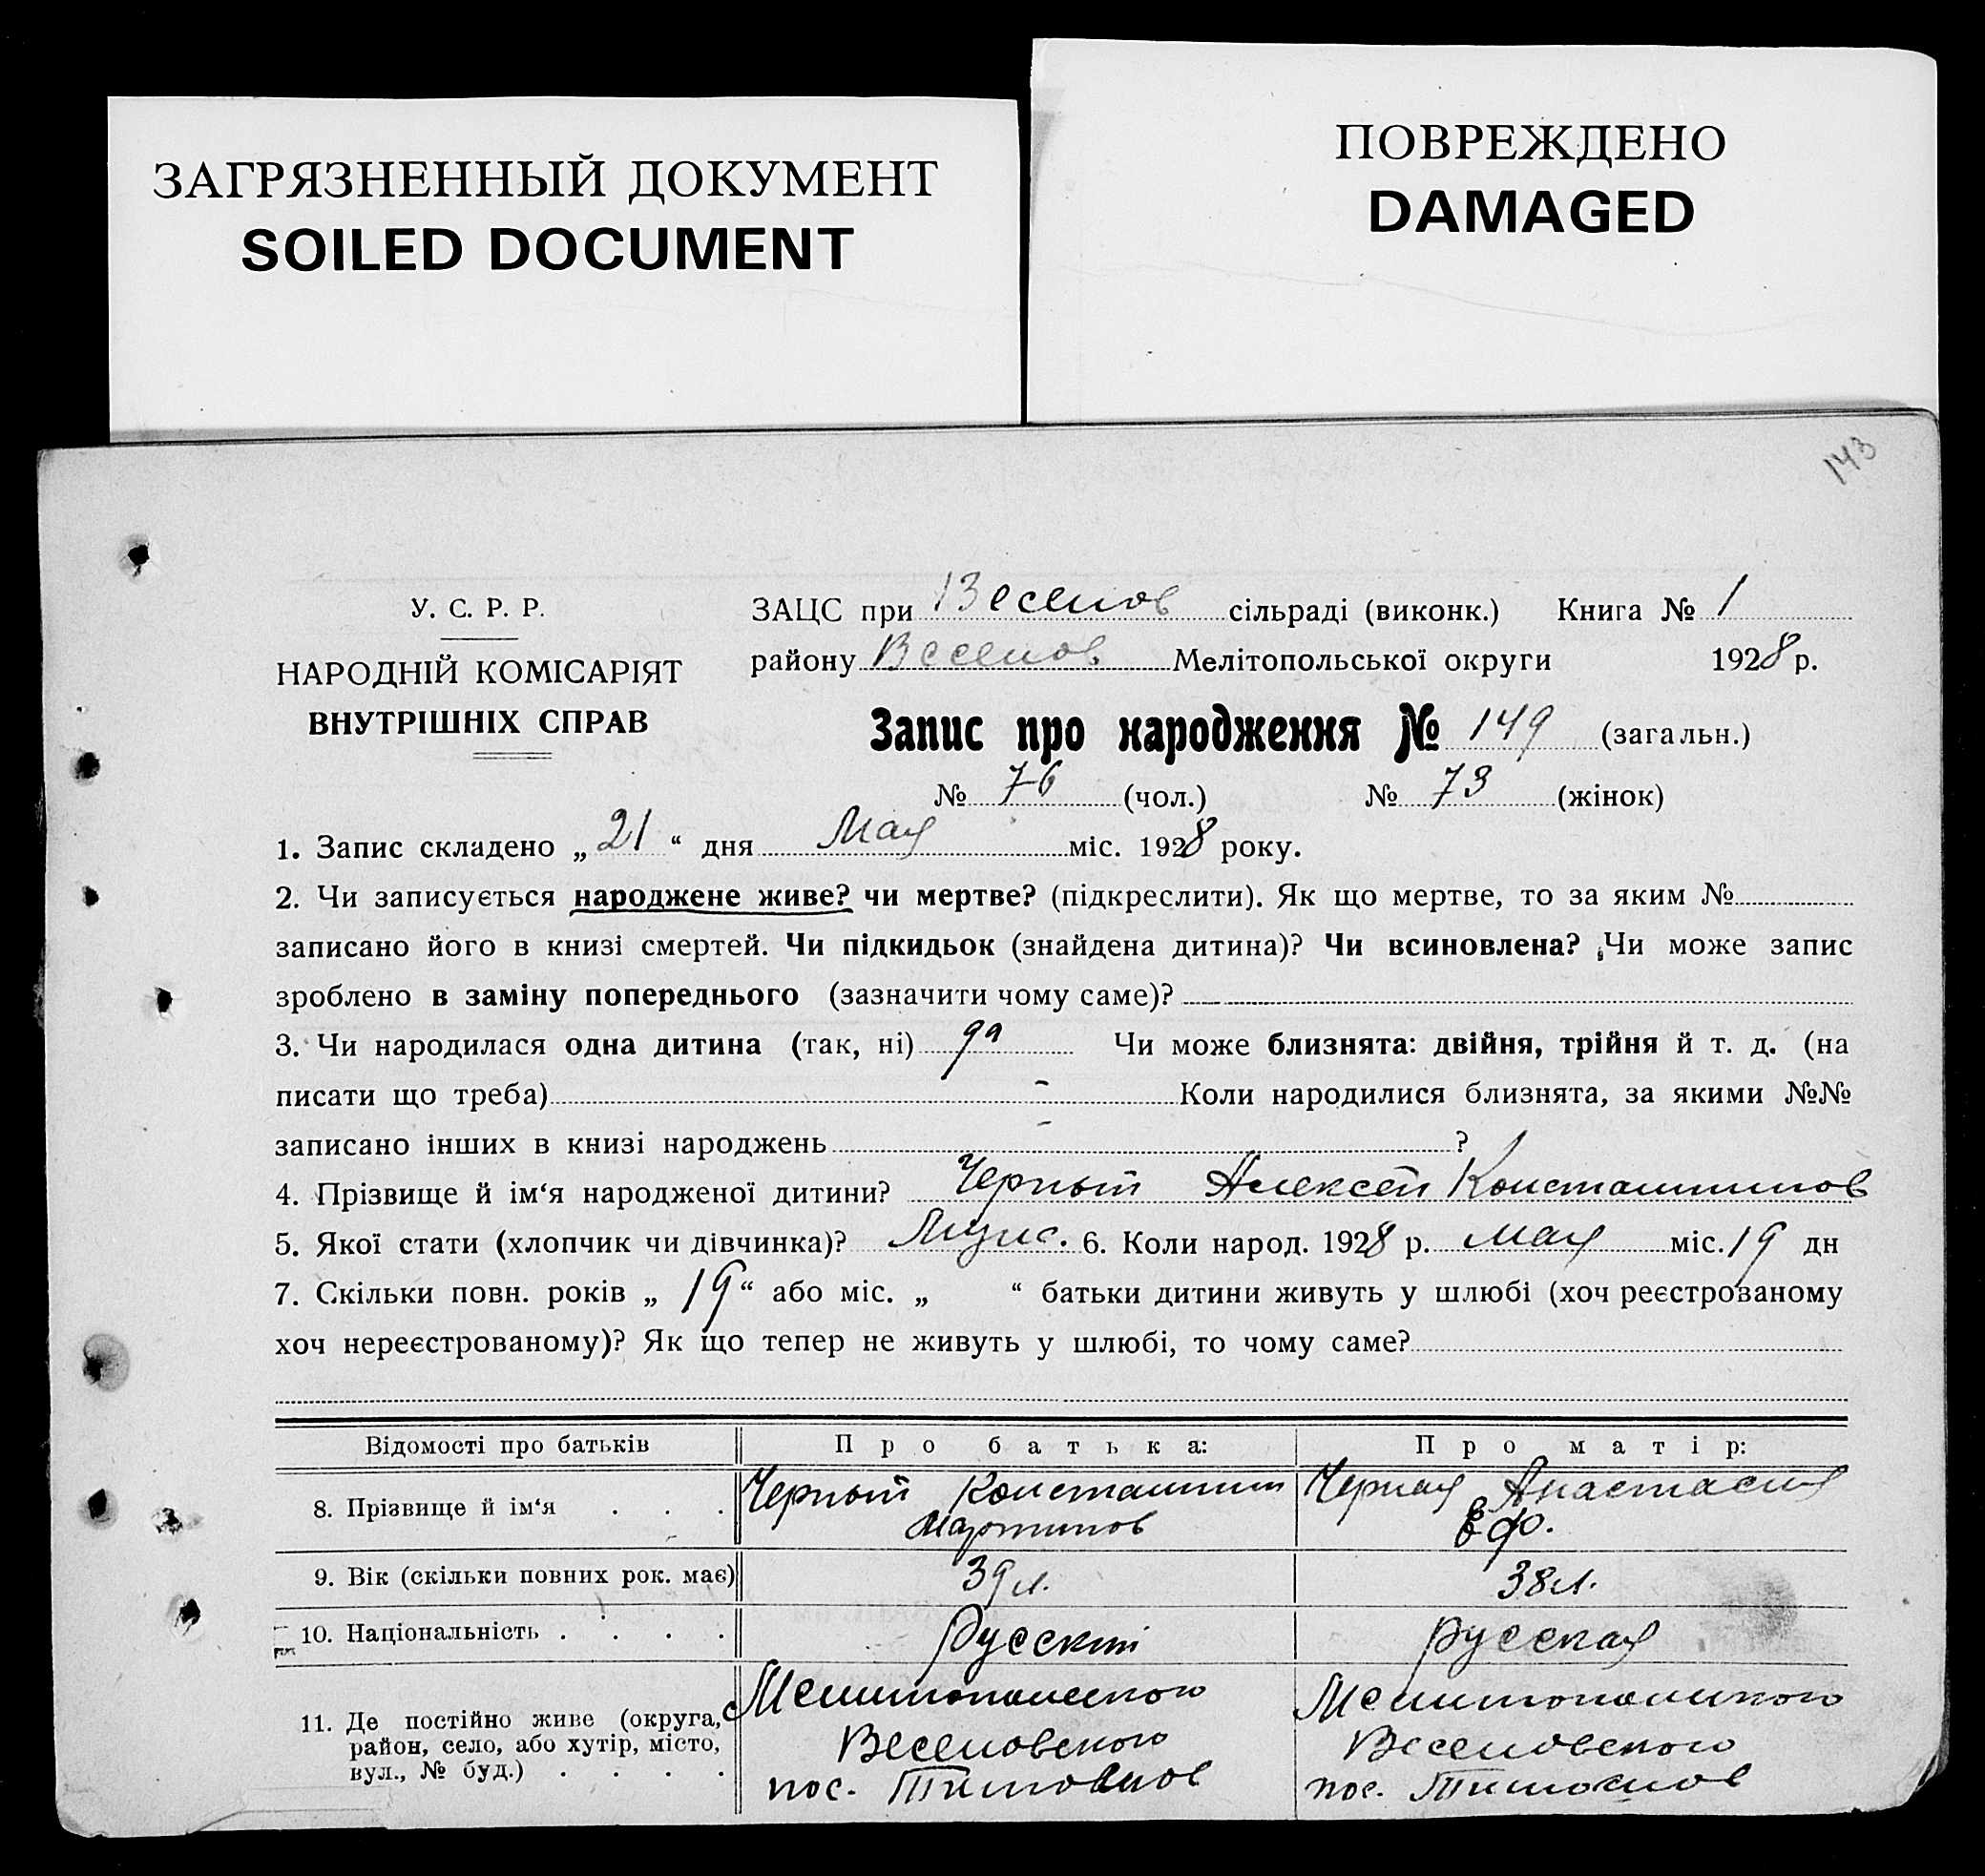 ЗАГРЯЗНЕННЫЙ ДОКУМЕНТ
SOILED DOCUMENT
ПОВРЕЖДЕНО
DAMAGED
143
У. С. Р. Р.
НАРОДНІЙ КОМІСАРІЯТ
ВНУТРІШНІХ СПРАВ
ЗАЦС при Веселов сільраді (виконк.) Книга № 1
району Веселов Мелітопольської округи 1928 р.
Запис про народження № 149 (загальн.)
№ 76 (чол.) № 73 (жінок)
1. Запис складено „ 21 “ дня Мая міс. 1928 року.
2. Чи записується народжене живе? чи мертве? (підкреслити). Як що мертве, то за яким №
записано його в книзі смертей. Чи підкидьок (знайдена дитина)? Чи всиновлена? Чи може запис
зроблено в заміну попереднього (зазначити чому саме)?
3. Чи народилася одна дитина (так, ні) да Чи може близнята: двійня, трійня й т. д. (на
писати що треба) - Коли народилися близнята, за якими №№
записано інших в книзі народжень - ?
4. Прізвище й ім‘я народженої дитини? Черный Алексей Константинов
5. Якої стати (хлопчик чи дівчинка)? Мужс. 6. Коли народ. 1928 р. мая міс. 19 дн
7. Скільки повн. років „ 19 “ або міс. „ “ батьки дитини живуть у шлюбі (хоч реєстрованому
хоч нереєстрованому)? Як що тепер не живуть у шлюбі, то чому саме?
Відомості про батьків Про батька: Про матір:
8. Прізвище й ім‘я . . . Черный Константин Мартинов Черная Анастасия Еф.
9. Вік (скільки повних рок. має) 39 л. 38 л.
10. Національність . . . . Русский русская
11. Де постійно живе (округа, район, село, або хутір, місто, вул., № буд.) . . . .
Мелитопольского Мелитопольского
Веселовского Веселовского
пос. пос.